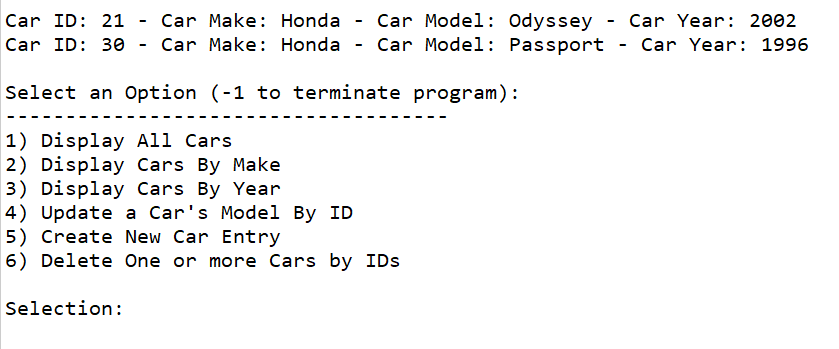 Car ID: 21 - Car Make: Honda - Car Model: Odyssey - Car Year: 2002
Car ID: 30 - Car Make: Honda - Car Model: Passport - Car Year: 1996
Select an Option (-1 to terminate program):
-------------------------------------
1) Display All Cars
2) Display Cars By Make
3) Display Cars By Year
4) Update a Car's Model By ID
5) Create New Car Entry
6) Delete One or more Cars by IDs
Selection: